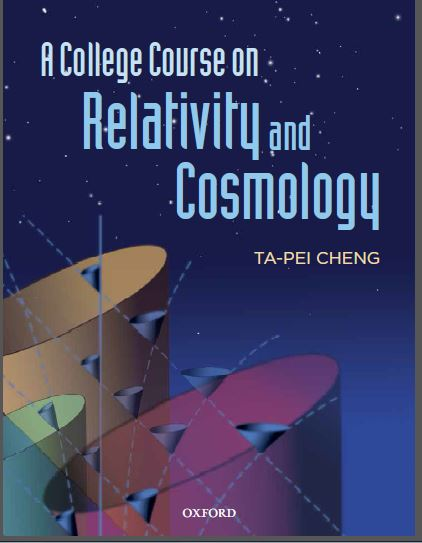 A College Course on
Relativity and
Cosmology
TA-PEI CHENG
OXFORD